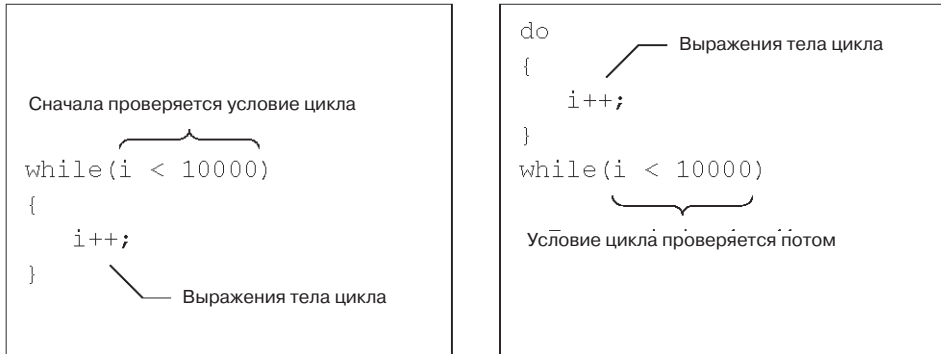 Сначала проверяется условие цикла
while(i < 10000)
{
i++;
}
Выражения тела цикла
do
Выражения тела цикла
{
i++;
}
while(i < 10000)
Условие цикла проверяется потом